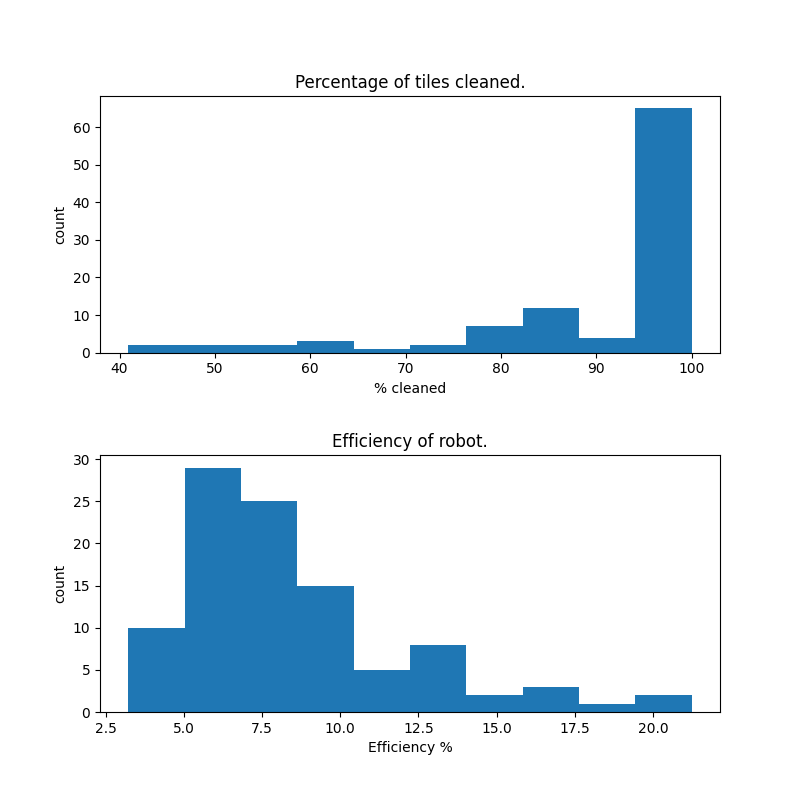 Percentage of tiles cleaned.
60
50
40
30
20
10
0
count
40 50 60 70 80 90 100
% cleaned
Efficiency of robot.
30
25
20
15
10
5
0
count
2.5 5.0 7.5 10.0 12.5 15.0 17.5 20.0
Efficiency %